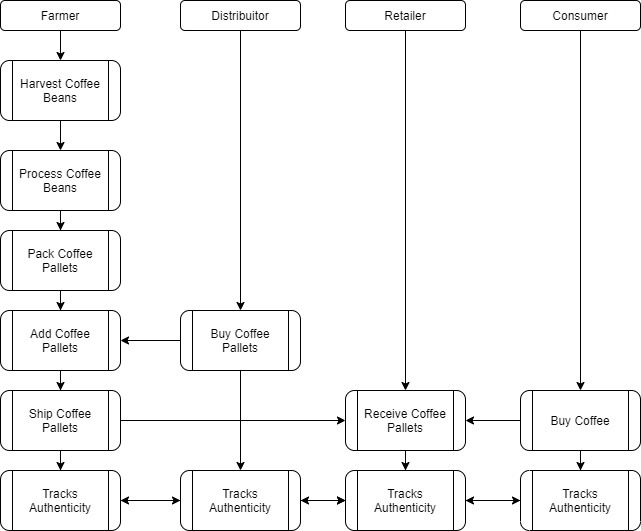 Farmer
Distribuitor
Retailer
Consumer
Harvest Coffee
Beans
Process Coffee
Beans
Pack Coffee
Pallets
Add Coffee
Pallets
Buy Coffee
Pallets
Ship Coffee
Pallets
Receive Coffee
Pallets
Buy Coffee
Tracks
Authenticity
Tracks
Authenticity
Tracks
Authenticity
Tracks
Authenticity